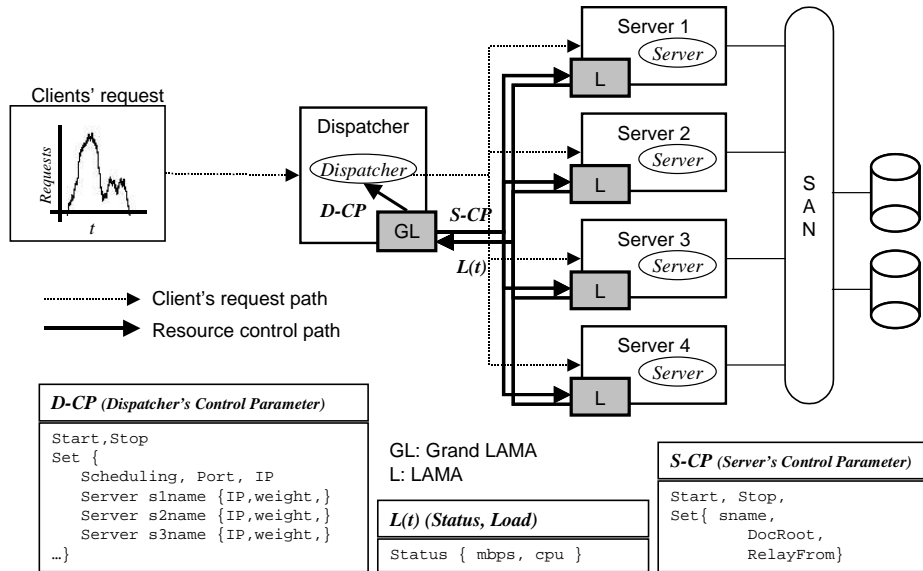 Clients' request
Requests
t
Dispatcher
Dispatcher
D-CP
GL
S-CP
L(t)
Server 1
Server
L
Server 2
Server
L
Server 3
Server
L
Server 4
Server
L
S
A
N
Client's request path
Resource control path
D-CP (Dispatcher's Control Parameter)
Start,Stop
Set {
Scheduling, Port, IP
Server s1name {IP,weight,}
Server s2name {IP,weight,}
Server s3name {IP,weight,}
…}
GL: Grand LAMA
L: LAMA
L(t) (Status, Load)
Status { mbps, cpu }
S-CP (Server's Control Parameter)
Start, Stop,
Set{ sname,
DocRoot,
RelayFrom}